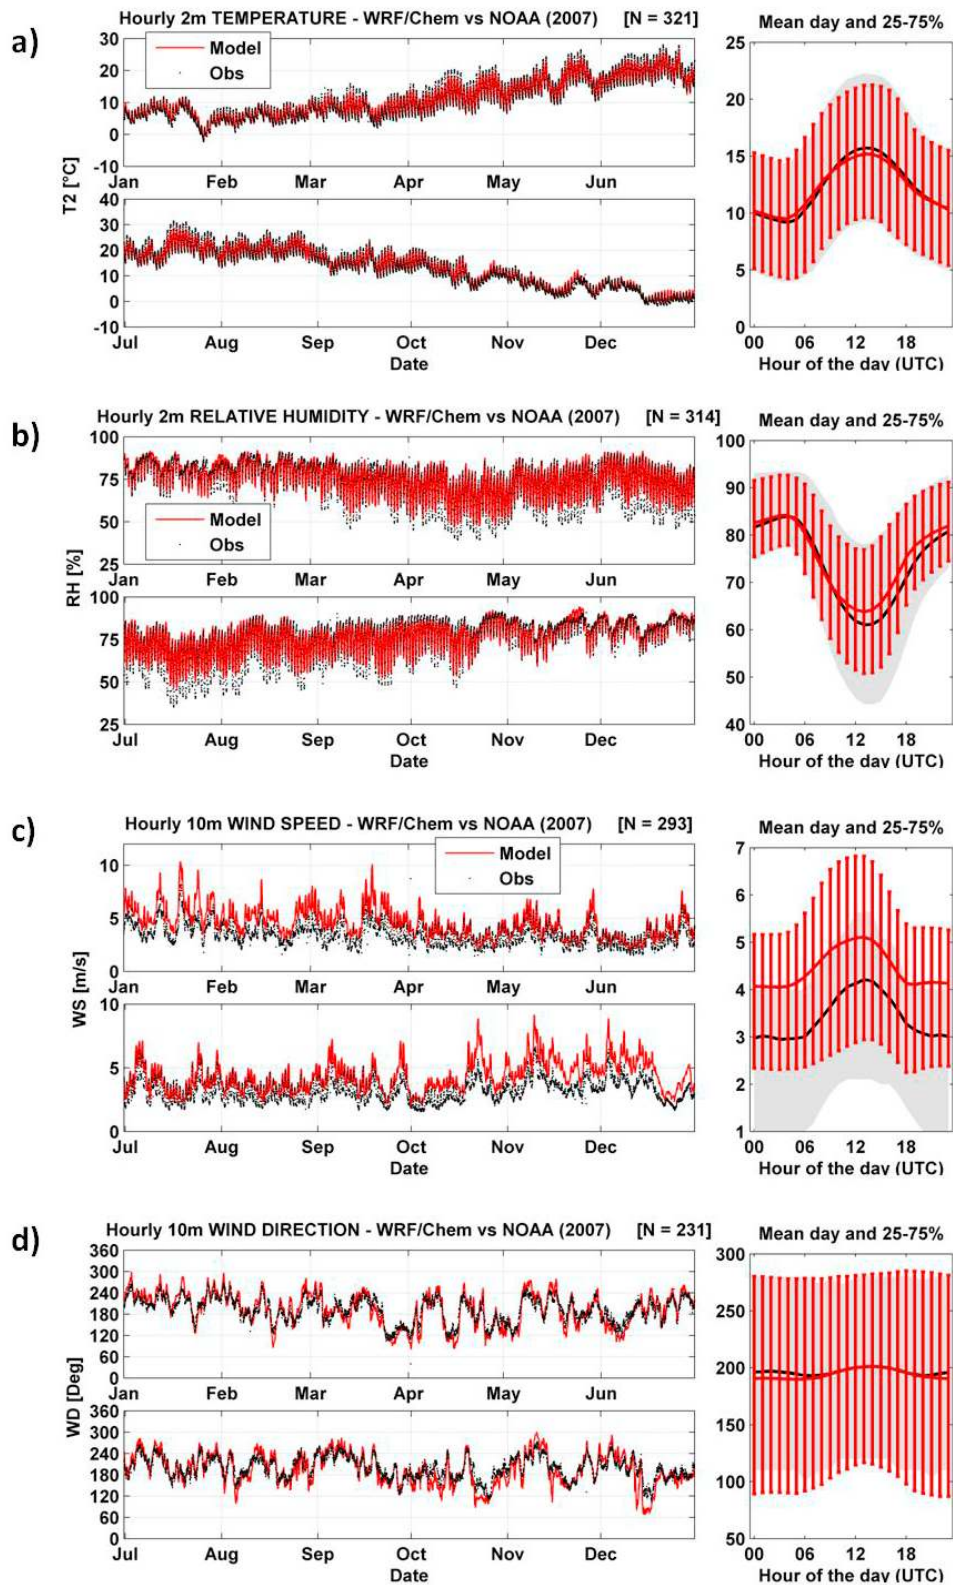 a)
Hourly 2m TEMPERATURE - WRF/Chem vs NOAA (2007) [N = 321]
Mean day and 25-75%
Model
Obs
T2 [°C]
30
20
10
0
-10
Jan Feb Mar Apr May Jun
40
30
20
10
0
-10
Jul Aug Sep Oct Nov Dec
Date
25
20
15
10
5
0
00 06 12 18
Hour of the day (UTC)
b)
Hourly 2m RELATIVE HUMIDITY - WRF/Chem vs NOAA (2007) [N = 314]
Mean day and 25-75%
Model
Obs
RH [%]
100
75
50
25
Jan Feb Mar Apr May Jun
100
75
50
25
Jul Aug Sep Oct Nov Dec
Date
100
90
80
70
60
50
40
00 06 12 18
Hour of the day (UTC)
c)
Hourly 10m WIND SPEED - WRF/Chem vs NOAA (2007) [N = 293]
Mean day and 25-75%
Model
Obs
WS [m/s]
10
5
0
Jan Feb Mar Apr May Jun
10
5
0
Jul Aug Sep Oct Nov Dec
Date
7
6
5
4
3
2
1
00 06 12 18
Hour of the day (UTC)
d)
Hourly 10m WIND DIRECTION - WRF/Chem vs NOAA (2007) [N = 231]
Mean day and 25-75%
WD [Deg]
360
300
240
180
120
60
0
Jan Feb Mar Apr May Jun
360
300
240
180
120
60
0
Jul Aug Sep Oct Nov Dec
Date
300
250
200
150
100
50
00 06 12 18
Hour of the day (UTC)